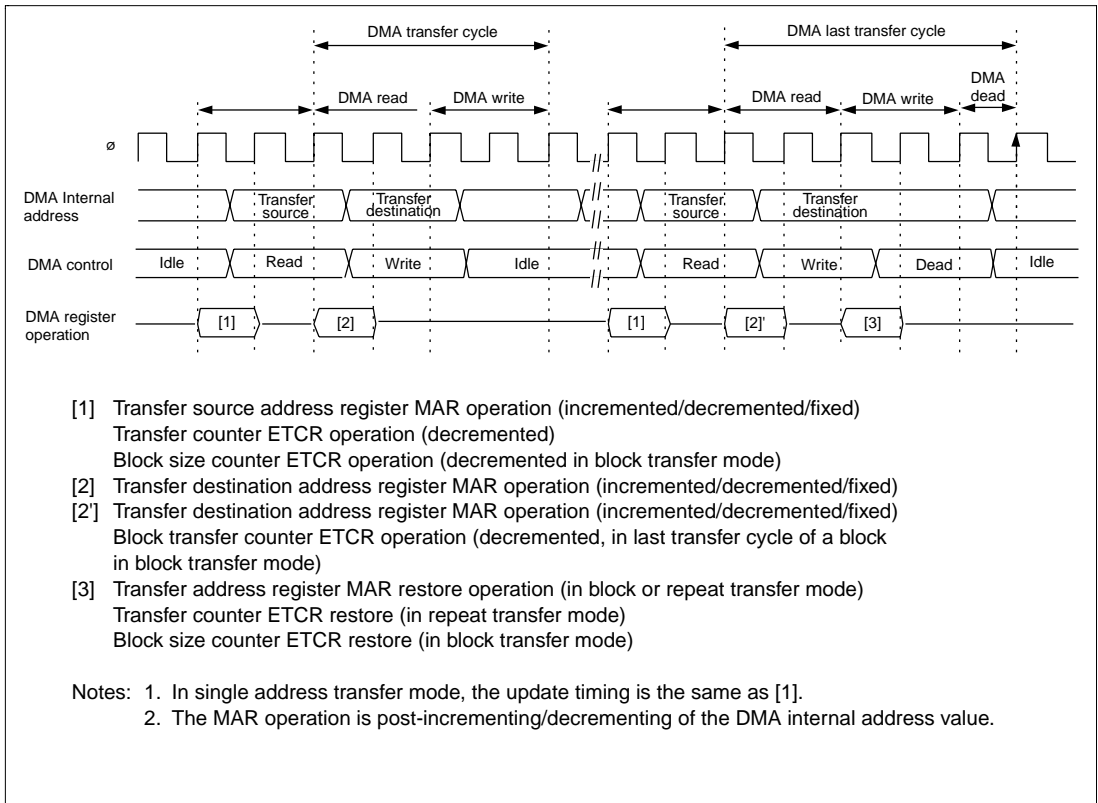 DMA transfer cycle DMA last transfer cycle
DMA read DMA write DMA read DMA write DMA dead
ø
DMA Internal address Transfer source Transfer destination Transfer source Transfer destination
DMA control Idle Read Write Idle Read Write Dead Idle
DMA register operation [1] [2] [1] [2]' [3]
[1] Transfer source address register MAR operation (incremented/decremented/fixed)
Transfer counter ETCR operation (decremented)
Block size counter ETCR operation (decremented in block transfer mode)
[2] Transfer destination address register MAR operation (incremented/decremented/fixed)
[2'] Transfer destination address register MAR operation (incremented/decremented/fixed)
Block transfer counter ETCR operation (decremented, in last transfer cycle of a block
in block transfer mode)
[3] Transfer address register MAR restore operation (in block or repeat transfer mode)
Transfer counter ETCR restore (in repeat transfer mode)
Block size counter ETCR restore (in block transfer mode)
Notes: 1. In single address transfer mode, the update timing is the same as [1].
2. The MAR operation is post-incrementing/decrementing of the DMA internal address value.